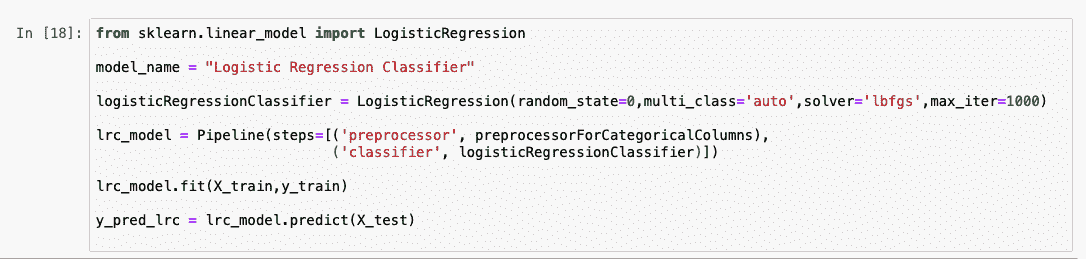 In [18]: from sklearn.linear_model import LogisticRegression
model_name = "Logistic Regression Classifier"
logisticRegressionClassifier = LogisticRegression(random_state=0,multi_class='auto',solver='lbfgs',max_iter=1000)
lrc_model = Pipeline(steps=[('preprocessor', preprocessorForCategoricalColumns),
('classifier', logisticRegressionClassifier)])
lrc_model.fit(X_train,y_train)
y_pred_lrc = lrc_model.predict(X_test)